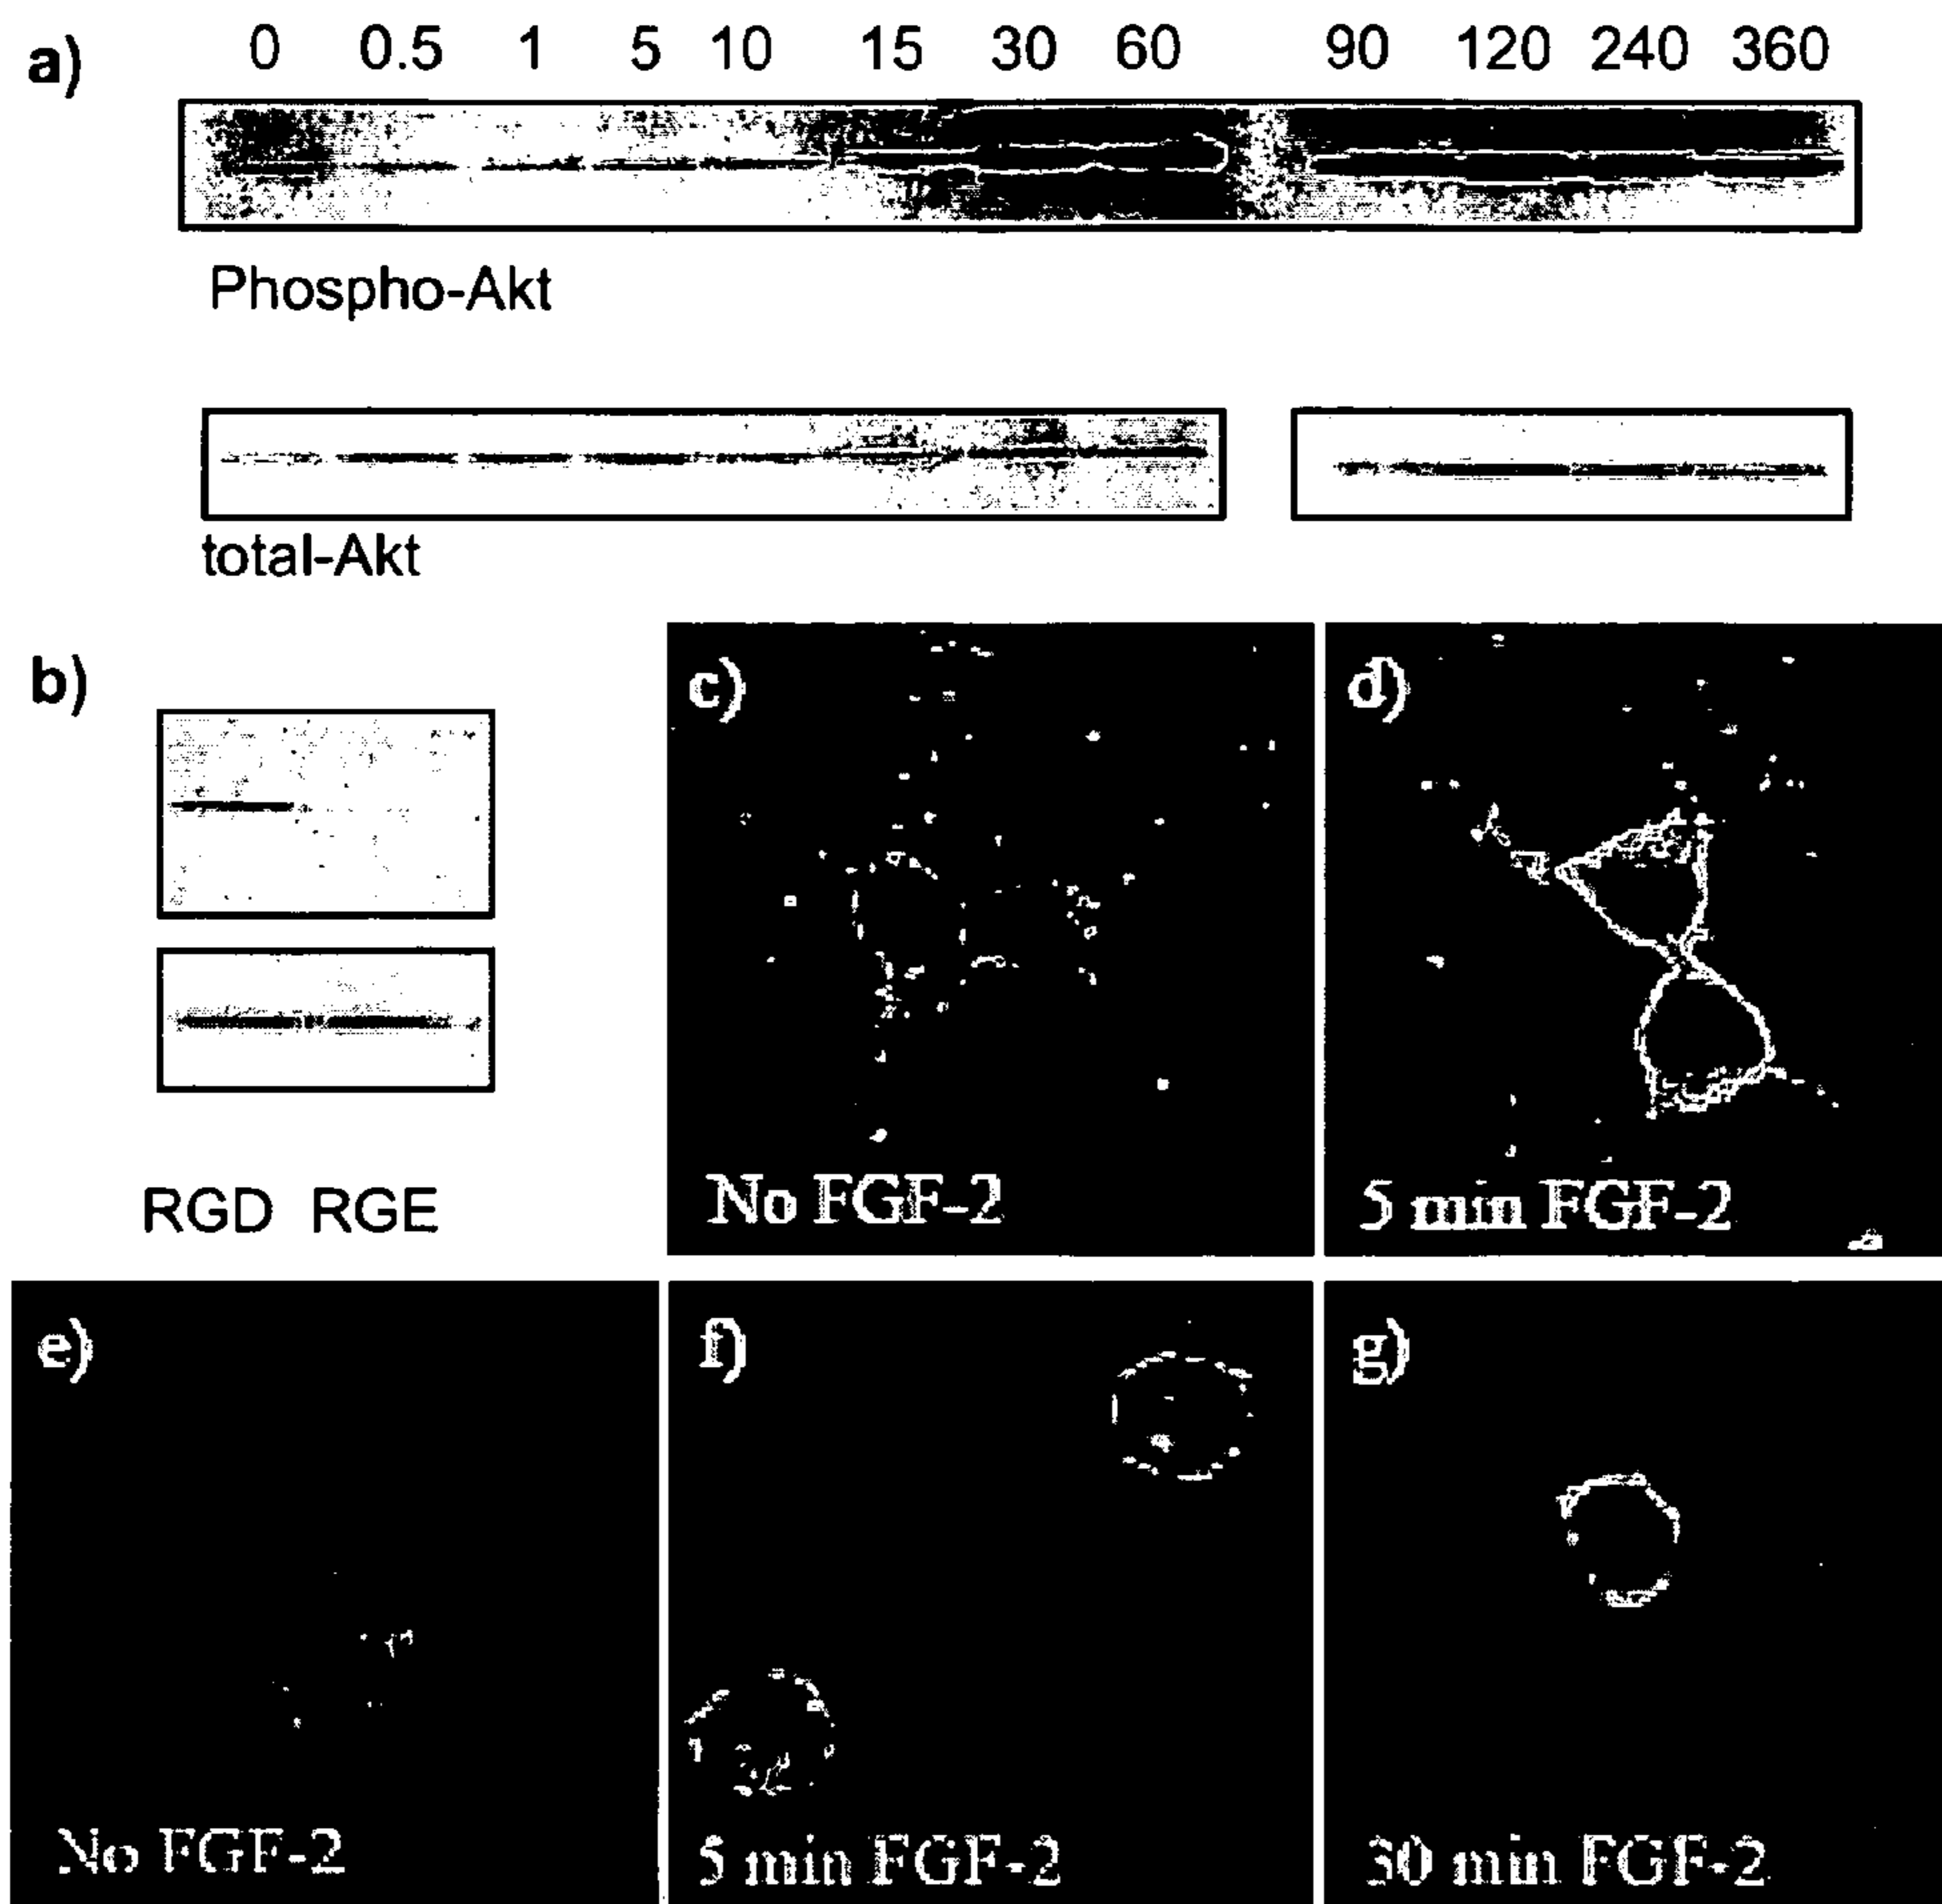 a) 0 0.5 1 5 10 15 30 60 90 120 240 360
Phospho-Akt
total-Akt
b)
c)
d)
RGD RGE
No FGF-2
5 min FGF-2
e)
f)
g)
No FGF-2
5 min FGF-2
30 min FGF-2